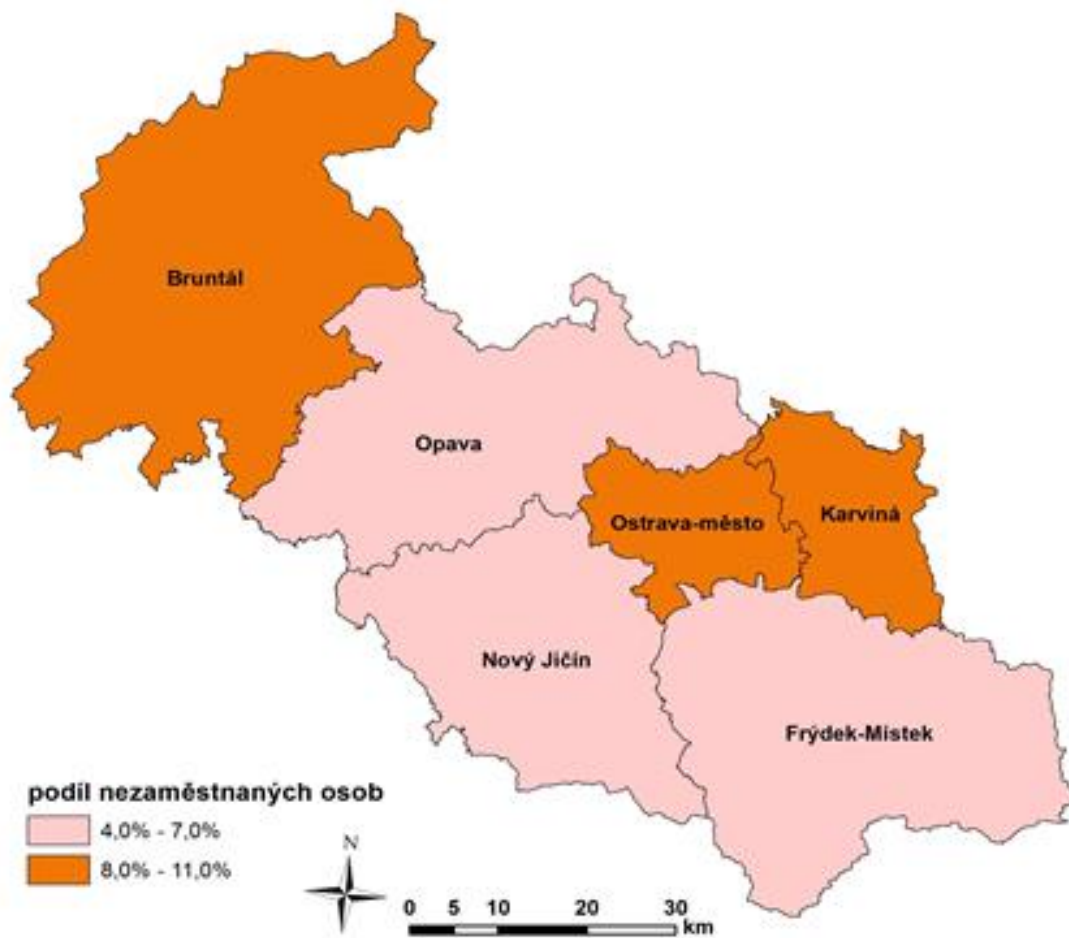 Bruntál
Opava
Ostrava-město
Karviná
Nový Jičín
Frýdek-Místek
podíl nezaměstnaných osob
4,0% - 7,0%
8,0% - 11,0%
N
0 5 10 20 30
km